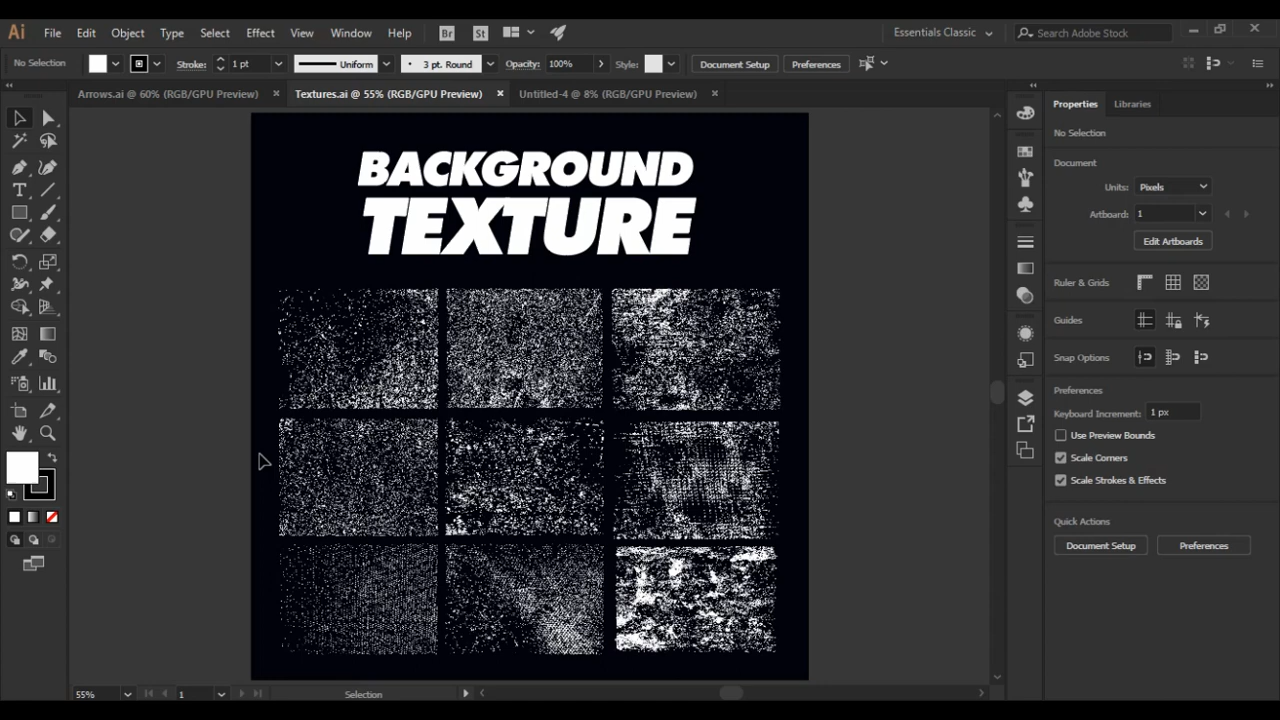 Ai File Edit Object Type Select Effect View Window Help Br St Essentials Classic Search Adobe Stock
No Selection Stroke: 1 pt Uniform 3 pt. Round Opacity: 100% Style: Document Setup Preferences
Arrows.ai @ 60% (RGB/GPU Preview) × Textures.ai @ 55% (RGB/GPU Preview) × Untitled-4 @ 8% (RGB/GPU Preview) ×
Properties Libraries
No Selection
Document
Units: Pixels
Artboard: 1
Edit Artboards
Ruler & Grids
Guides
Snap Options
Preferences
Keyboard Increment: 1 px
Use Preview Bounds
Scale Corners
Scale Strokes & Effects
Quick Actions
Document Setup Preferences
BACKGROUND
TEXTURE
55% 1 Selection